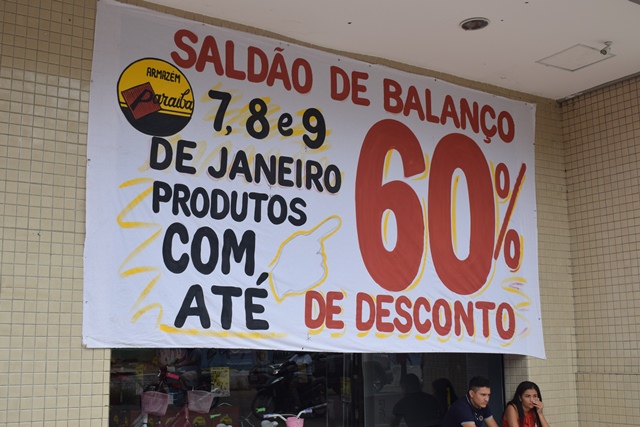 SALDÃO DE BALANÇO
ARMAZÉM
Paraíba
7, 8 e 9
DE JANEIRO
PRODUTOS
COM
ATÉ
60%
DE DESCONTO